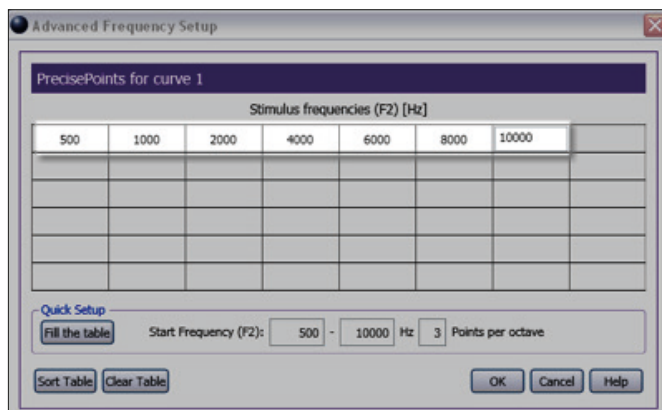 Advanced Frequency Setup
PrecisePoints for curve 1
Stimulus frequencies (F2) [Hz]
500 1000 2000 4000 6000 8000 10000
Quick Setup
Fill the table Start Frequency (F2): 500 - 10000 Hz 3 Points per octave
Sort Table Clear Table OK Cancel Help